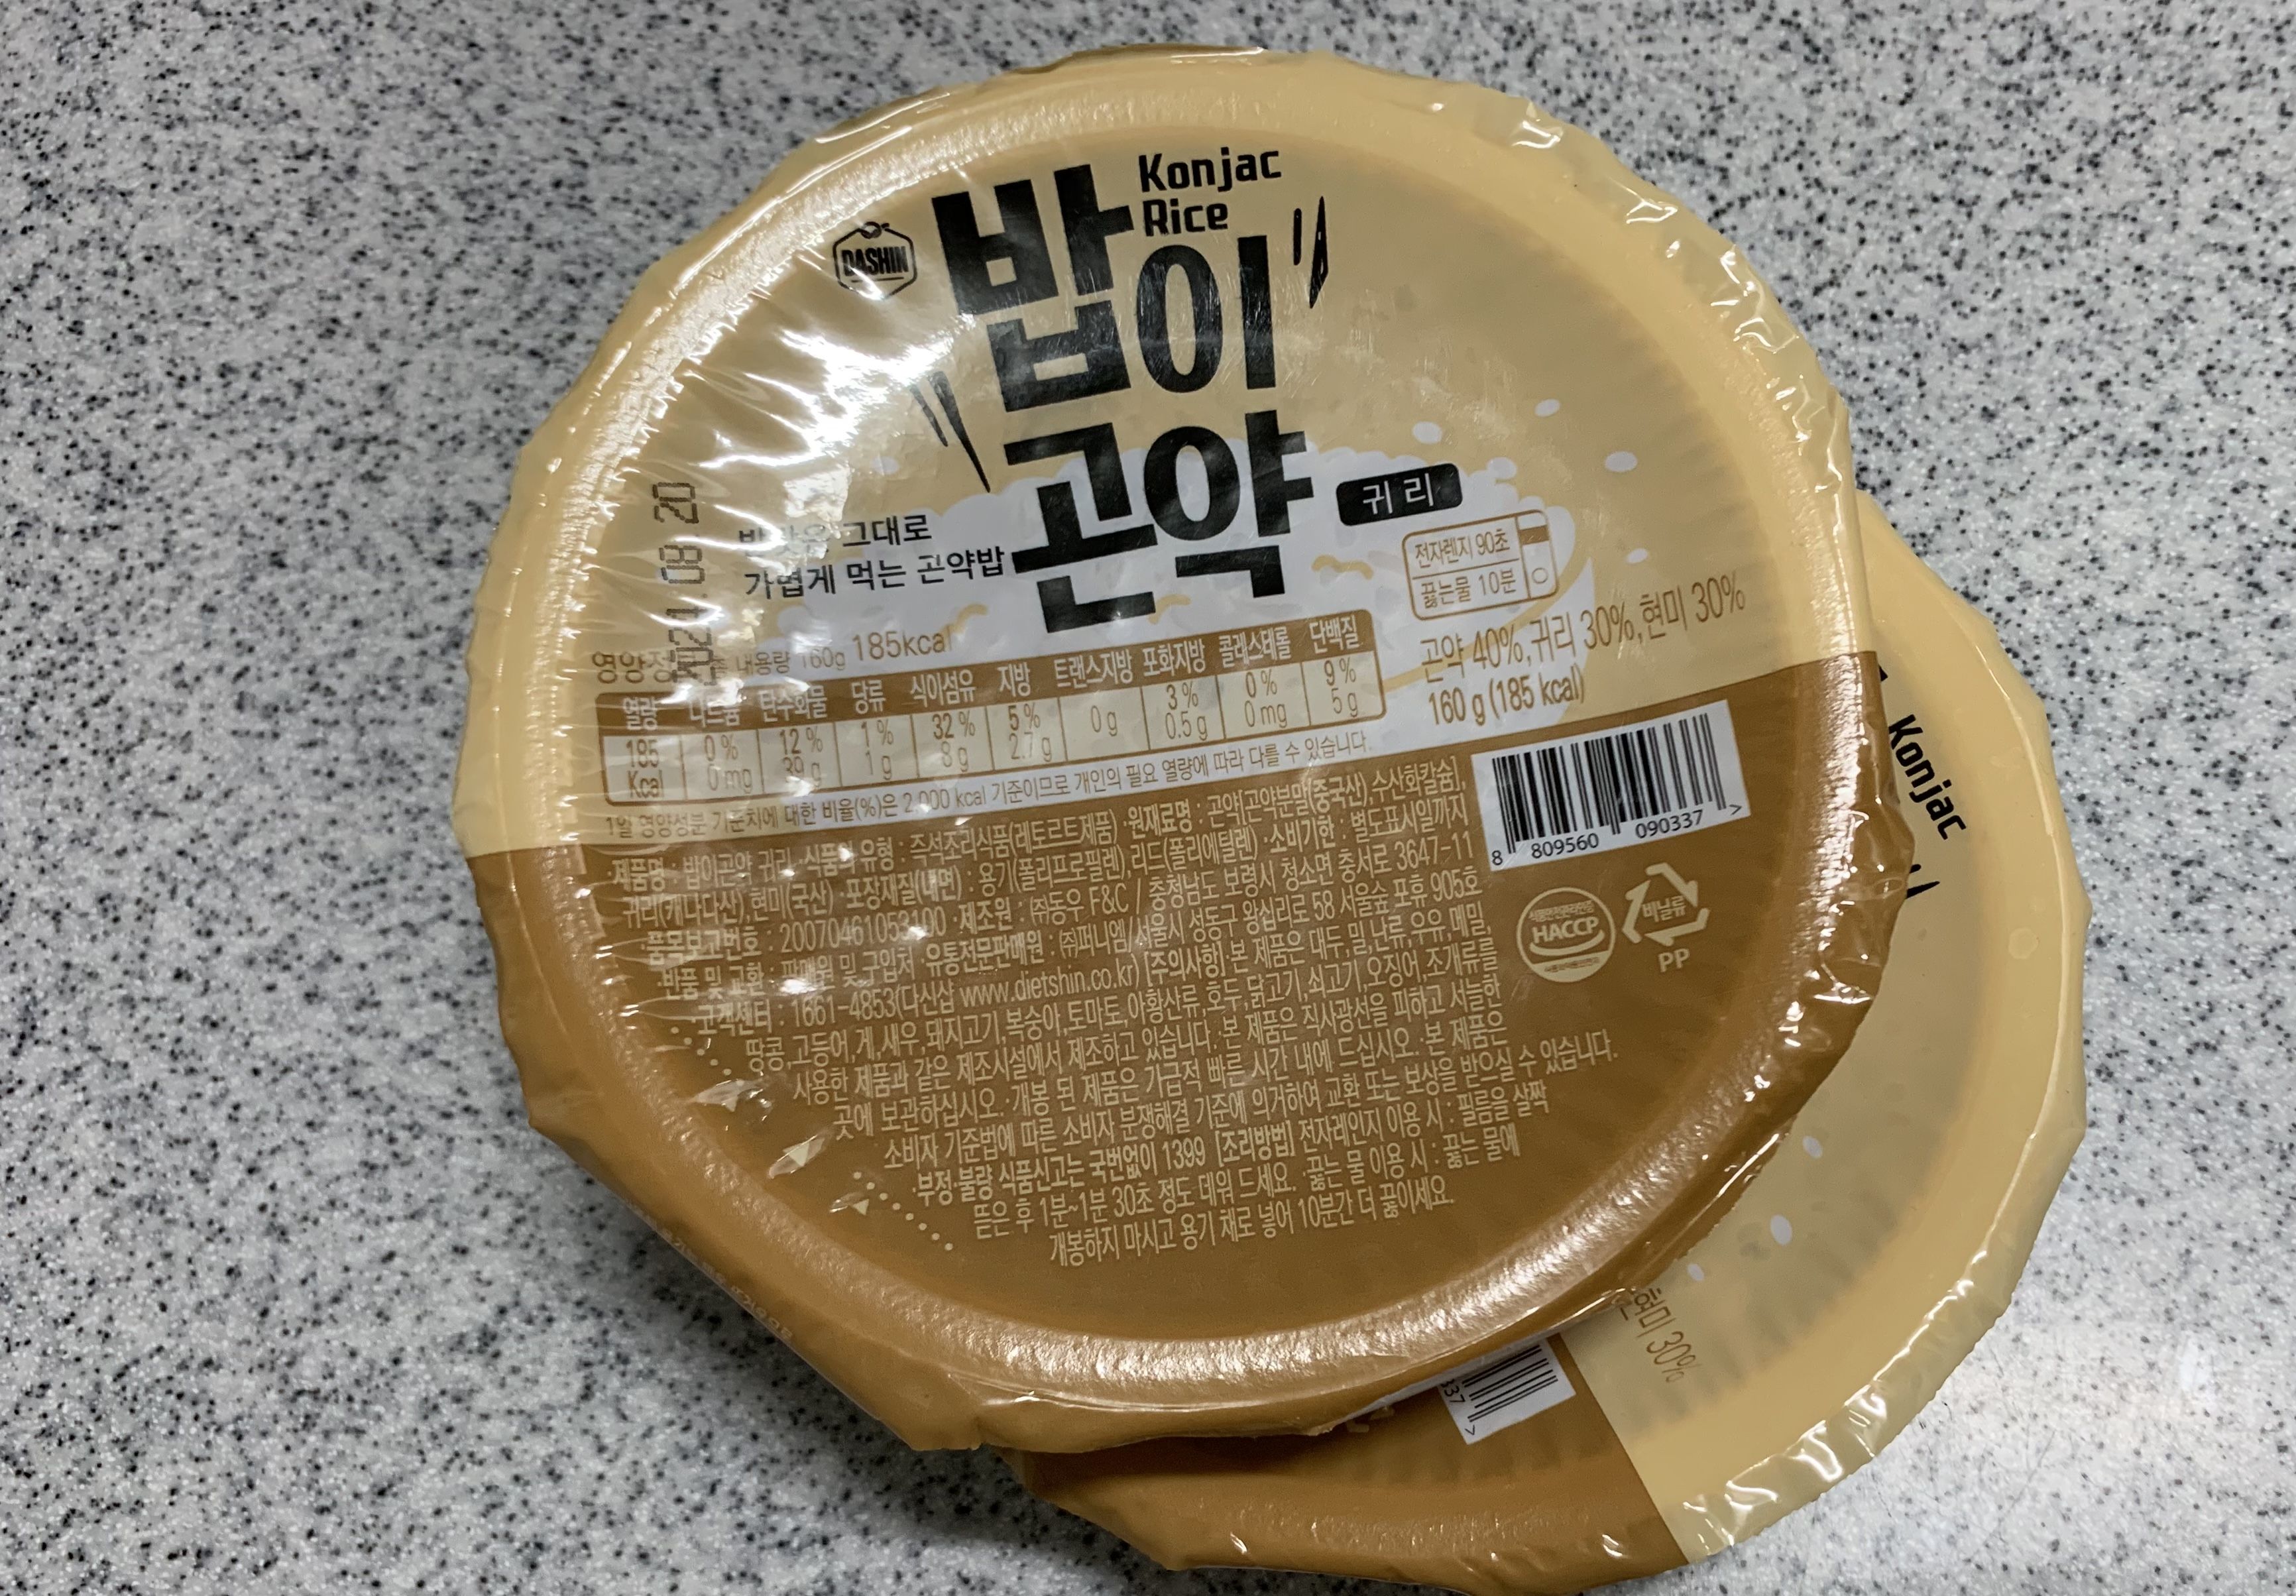 DASHIN
Konjac
Rice
밥이
곤약
귀리
그대로
가볍게 먹는 곤약밥
전자렌지 90초
끓는물 10분
곤약 40%, 귀리 30%, 현미 30%
160 g (185 kcal)
2021.08.20
내용량 160g 185kcal
열량 나트륨 탄수화물 당류 식이섬유 지방 트랜스지방 포화지방 콜레스테롤 단백질
0% 12% 1% 32% 5% 3% 0% 9%
185 Kcal 0mg 39g 1g 8g 2.7g 0g 0.5g 0mg 5g
1일 영양성분 기준치에 대한 비율(%)은 2,000 kcal 기준이므로 개인의 필요 열량에 따라 다를 수 있습니다.
제품명 : 밥이곤약 귀리 ·식품의 유형 : 즉석조리식품(레토르트제품) ·원재료명 : 곤약[곤약분말(중국산), 수산화칼슘],
귀리(캐나다산), 현미(국산) ·포장재질(내면) : 용기(폴리프로필렌), 리드(폴리에틸렌) ·소비기한 : 별도표시일까지
품목보고번호 : 20070461053100 ·제조원 : ㈜동우 F&C / 충청남도 보령시 청소면 충서로 3647-11
·반품 및 교환 : 판매원 및 구입처 ·유통전문판매원 : ㈜퍼니엠/서울시 성동구 왕십리로 58 서울숲 포휴 905호
·고객센터 : 1661-4853(다신샵 www.dietshin.co.kr) [주의사항] ·본 제품은 대두, 밀, 난류, 우유, 메밀,
땅콩, 고등어, 게, 새우, 돼지고기, 복숭아, 토마토, 아황산류, 호두, 닭고기, 쇠고기, 오징어, 조개류를
사용한 제품과 같은 제조시설에서 제조하고 있습니다. ·본 제품은 직사광선을 피하고 서늘한
곳에 보관하십시오. ·개봉 된 제품은 가급적 빠른 시간 내에 드십시오. ·본 제품은
소비자 기준법에 따른 소비자 분쟁해결 기준에 의거하여 교환 또는 보상을 받으실 수 있습니다.
·부정·불량 식품신고는 국번없이 1399 [조리방법] 전자레인지 이용 시 : 필름을 살짝
뜯은 후 1분~1분 30초 정도 데워 드세요. ·끓는 물 이용 시 : 끓는 물에
개봉하지 마시고 용기 채로 넣어 10분간 더 끓이세요.
8 809560 090337 >
HACCP
비닐류
PP
Konjac
현미 30%
337 >